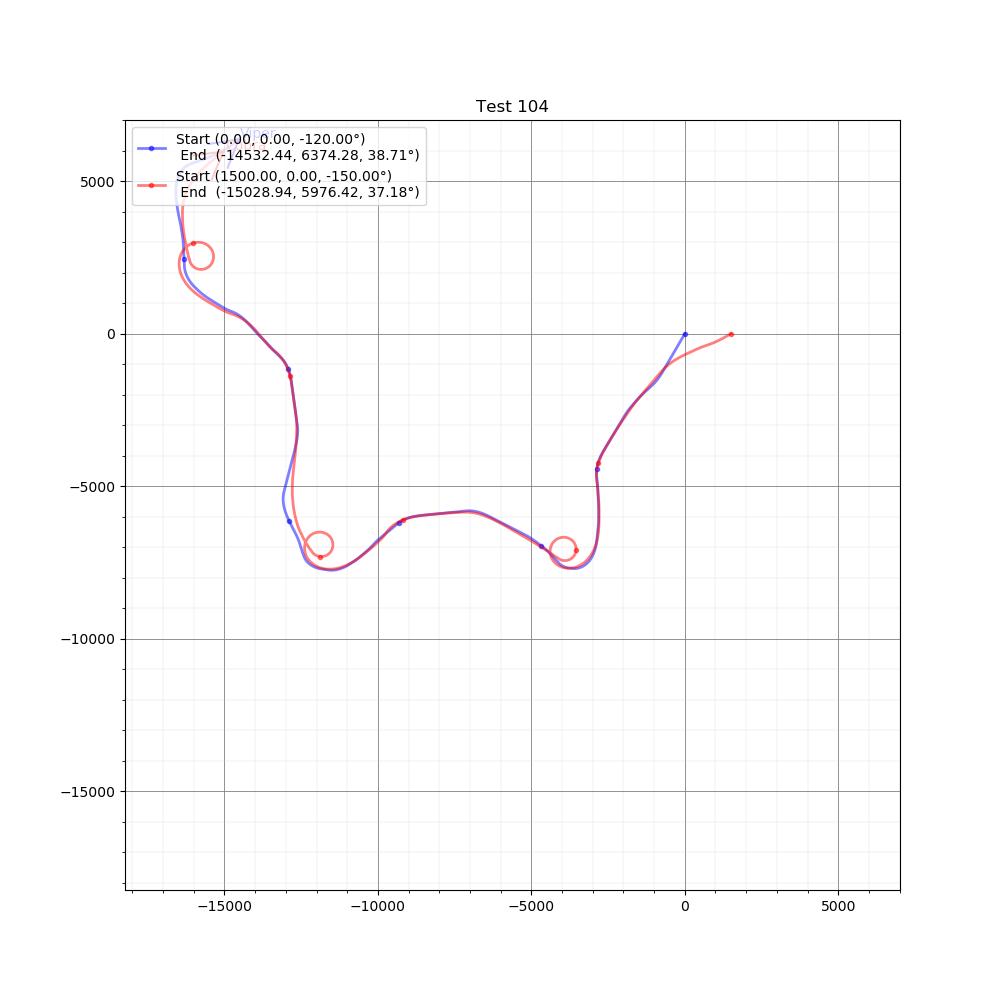 Test 104
Viper
Start (0.00, 0.00, -120.00°)
End (-14532.44, 6374.28, 38.71°)
Start (1500.00, 0.00, -150.00°)
End (-15028.94, 5976.42, 37.18°)
5000
0
−5000
−10000
−15000
−15000 −10000 −5000 0 5000